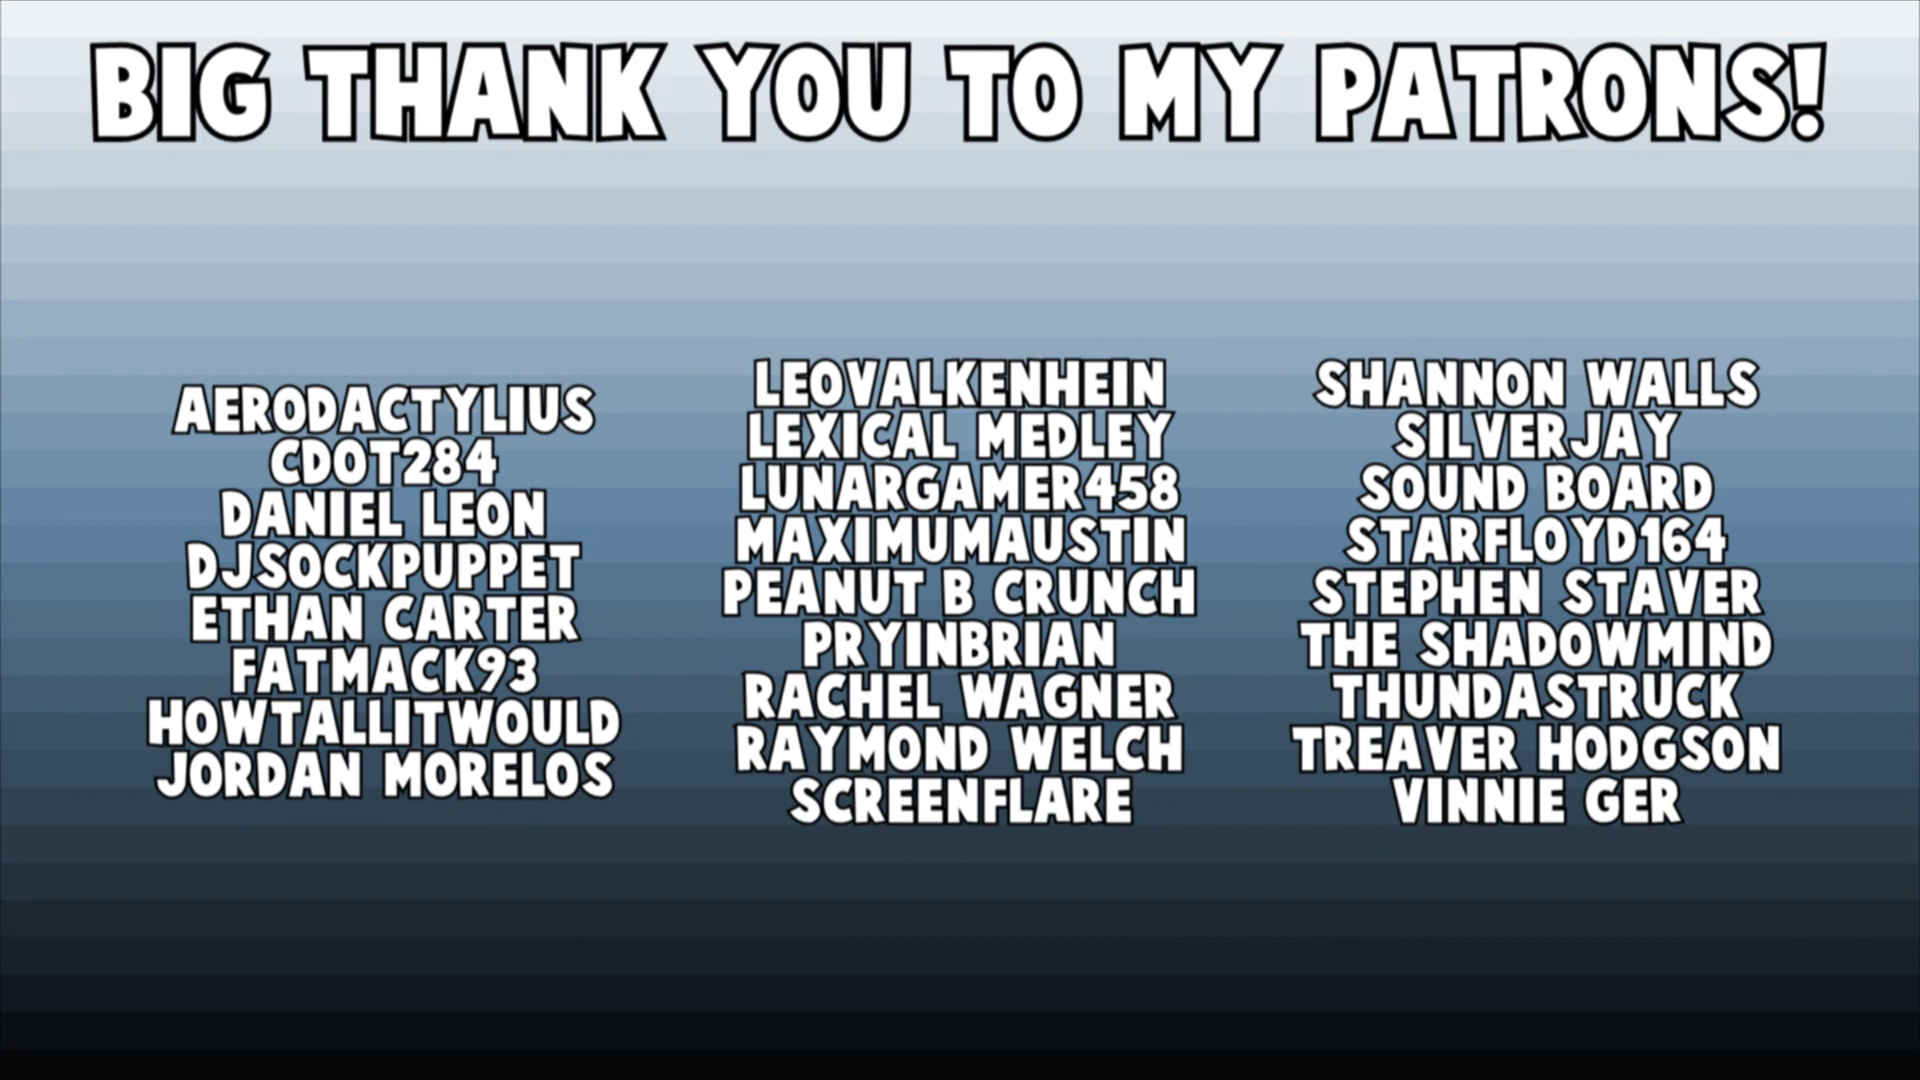 BIG THANK YOU TO MY PATRONS!
AERODACTYLIUS
CDOT284
DANIEL LEON
DJSOCKPUPPET
ETHAN CARTER
FATMACK93
HOWTALLITWOULD
JORDAN MORELOS
LEOVALKENHEIN
LEXICAL MEDLEY
LUNARGAMER458
MAXIMUMAUSTIN
PEANUT B CRUNCH
PRYINBRIAN
RACHEL WAGNER
RAYMOND WELCH
SCREENFLARE
SHANNON WALLS
SILVERJAY
SOUND BOARD
STARFLOYD164
STEPHEN STAVER
THE SHADOWMIND
THUNDASTRUCK
TREAVER HODGSON
VINNIE GER